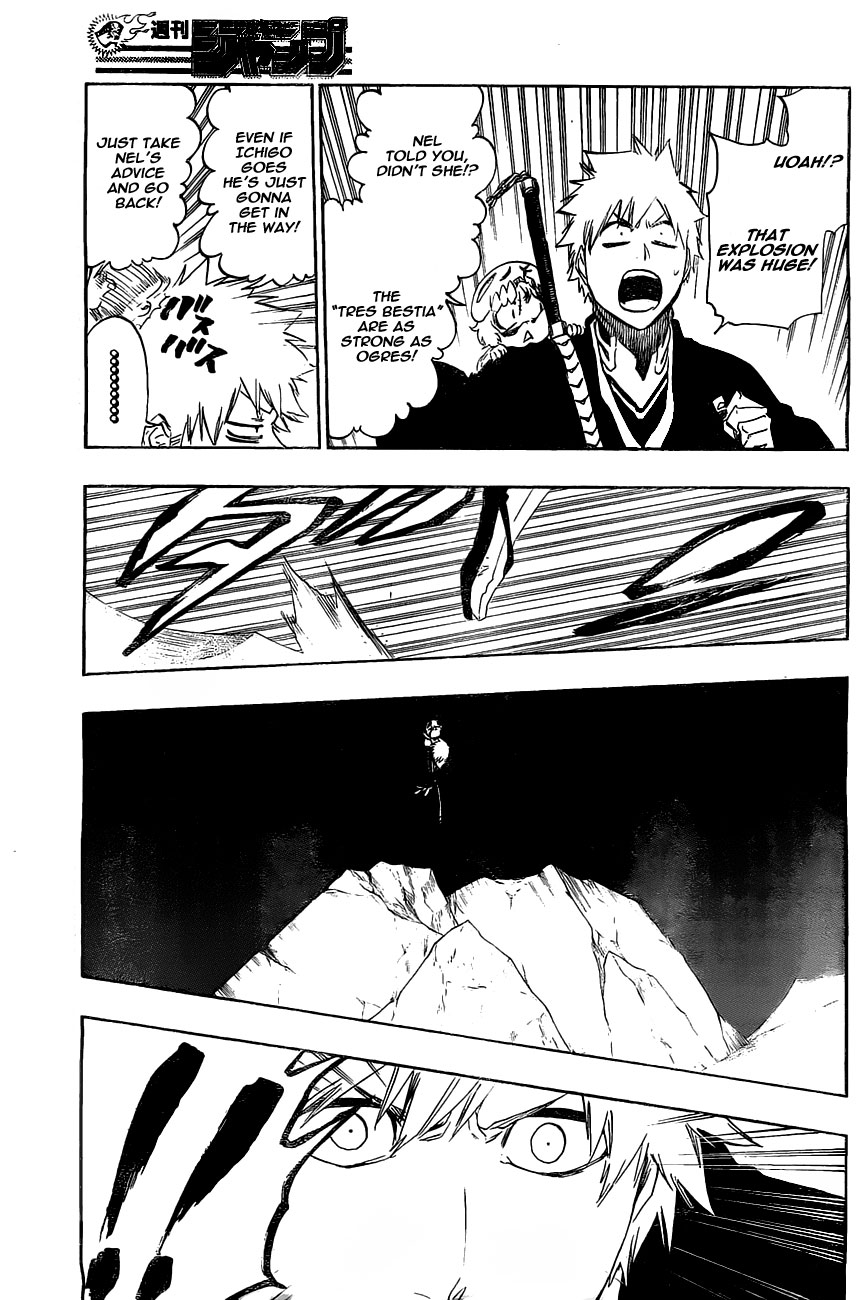 週刊
ジャンプ
UOAH!?
THAT
EXPLOSION
WAS HUGE!
NEL
TOLD YOU,
DIDN'T SHE!?
THE
"TRES BESTIA"
ARE AS
STRONG AS
OGRES!
EVEN IF
ICHIGO
GOES
HE'S JUST
GONNA
GET IN
THE WAY!
JUST TAKE
NEL'S
ADVICE
AND GO
BACK!
バス
バス
…………